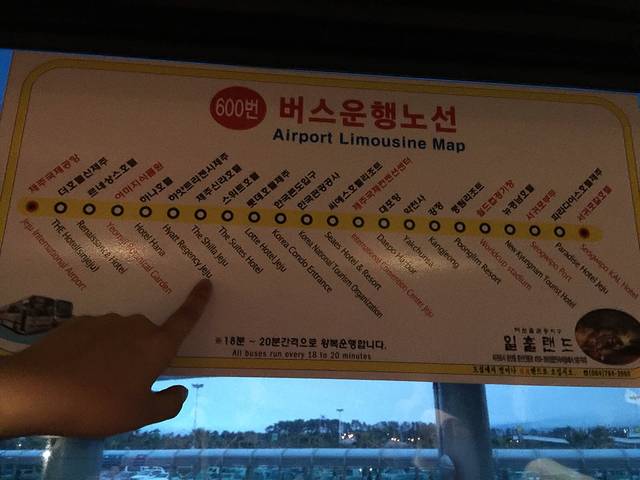 600번 버스운행노선
Airport Limousine Map
제주국제공항
더호텔신제주
르네상스호텔
여미지식물원
하나호텔
하얏트리젠시제주
제주신라호텔
스위트호텔
롯데호텔제주
한국콘도입구
한국관광공사
씨에스호텔리조트
제주국제컨벤션센터
대포항
약천사
강정
풍림리조트
월드컵경기장
뉴경남호텔
서귀포부두
파라다이스호텔제주
서귀포칼호텔
Jeju International Airport
THE Hotel(sinjeju)
Renaissance Hotel
Yeomiji Botanical Garden
Hotel Hana
Hyatt Regency Jeju
The Shilla Jeju
The Suites Hotel
Lotte Hotel Jeju
Korea Condo Entrance
Korea National Tourism Organization
Seaes Hotel & Resort
International Convention Center Jeju
Daepo Harbour
Yakcheunsa
Kangjeong
Poonglim Resort
Worldcup stadium
New Kyungnam Tourist Hotel
Seogwipo Port
Paradise Hotel Jeju
Seogwipo KAL Hotel
※18분 ~ 20분간격으로 왕복운행합니다.
All buses run every 18 to 20 minutes
일출랜드